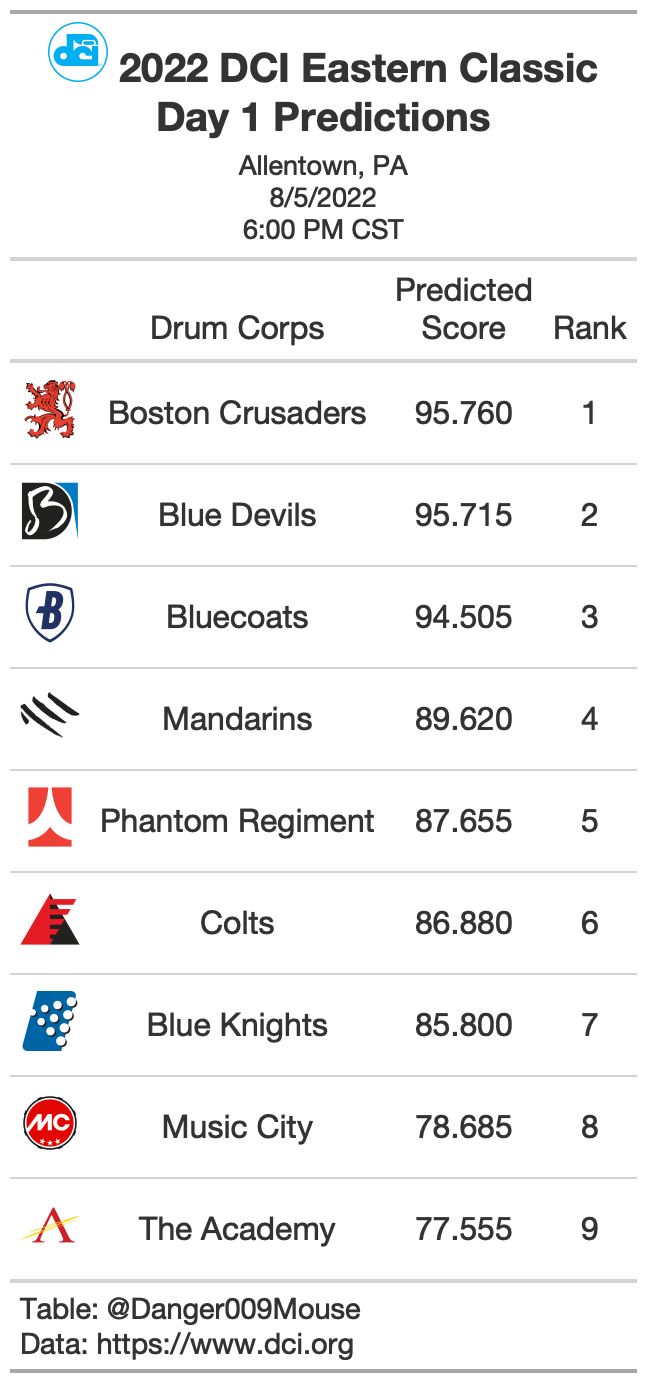 dci
2022 DCI Eastern Classic
Day 1 Predictions
Allentown, PA
8/5/2022
6:00 PM CST
Predicted
Drum Corps Score Rank
Boston Crusaders 95.760 1
B Blue Devils 95.715 2
B Bluecoats 94.505 3
Mandarins 89.620 4
Phantom Regiment 87.655 5
Colts 86.880 6
Blue Knights 85.800 7
MC Music City 78.685 8
A The Academy 77.555 9
Table: @Danger009Mouse
Data: https://www.dci.org